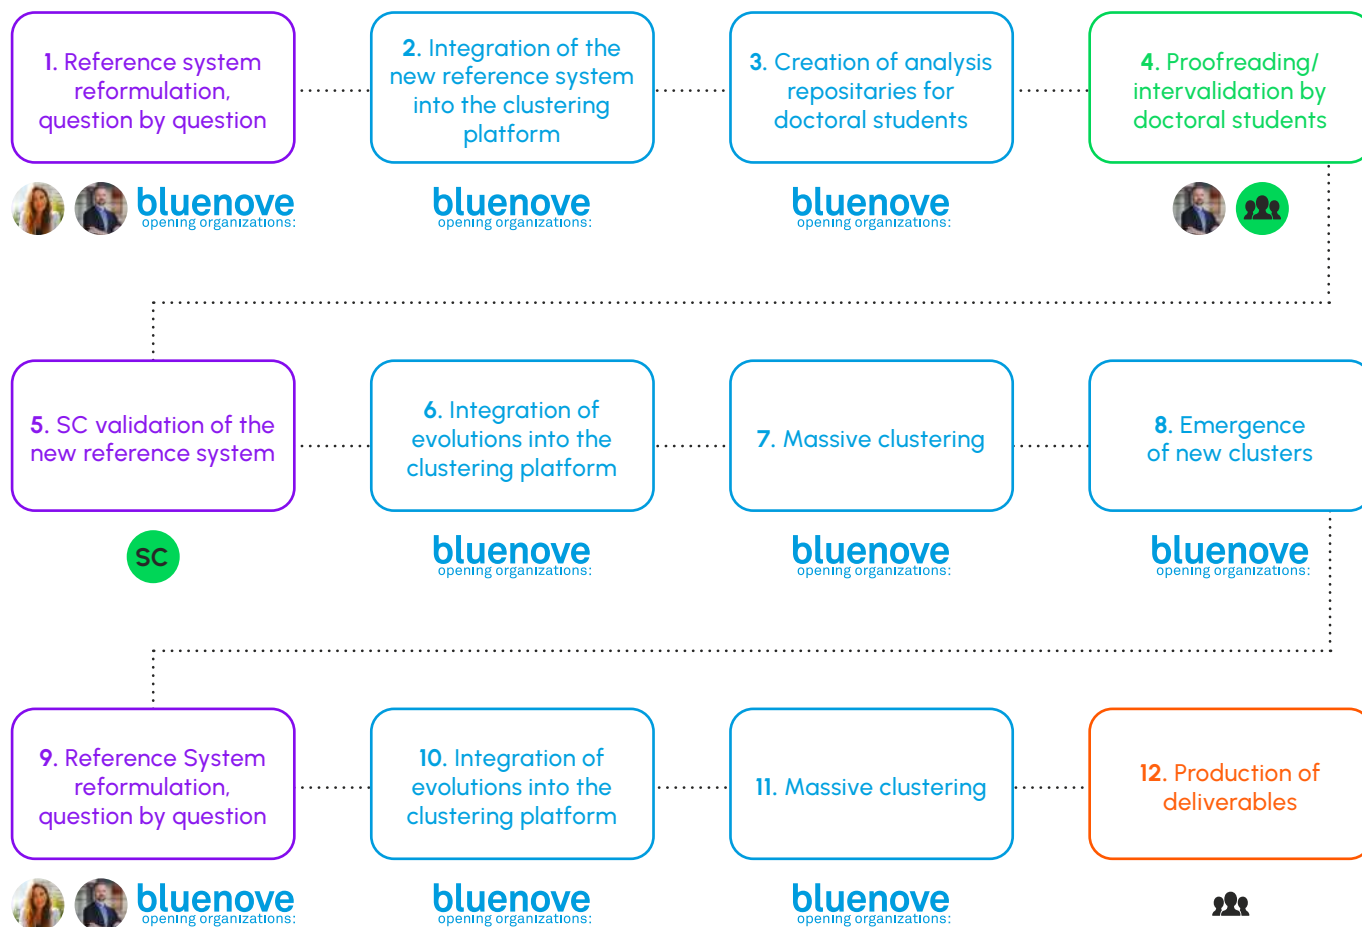 1. Reference system
reformulation,
question by question
2. Integration of the
new reference system
into the clustering
platform
3. Creation of analysis
repositaries for
doctoral students
4. Proofreading/
intervalidation by
doctoral students
bluenove
opening organizations:
bluenove
opening organizations:
bluenove
opening organizations:
5. SC validation of the
new reference system
6. Integration of
evolutions into the
clustering platform
7. Massive clustering
8. Emergence
of new clusters
SC
bluenove
opening organizations:
bluenove
opening organizations:
bluenove
opening organizations:
9. Reference System
reformulation,
question by question
10. Integration of
evolutions into the
clustering platform
11. Massive clustering
12. Production of
deliverables
bluenove
opening organizations:
bluenove
opening organizations:
bluenove
opening organizations: